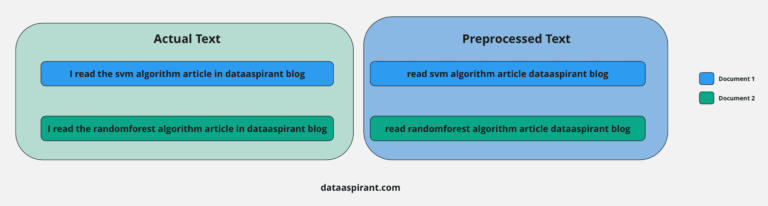 Actual Text
I read the svm algorithm article in dataaspirant blog
I read the randomforest algorithm article in dataaspirant blog
Preprocessed Text
read svm algorithm article dataaspirant blog
read randomforest algorithm article dataaspirant blog
Document 1
Document 2
dataaspirant.com